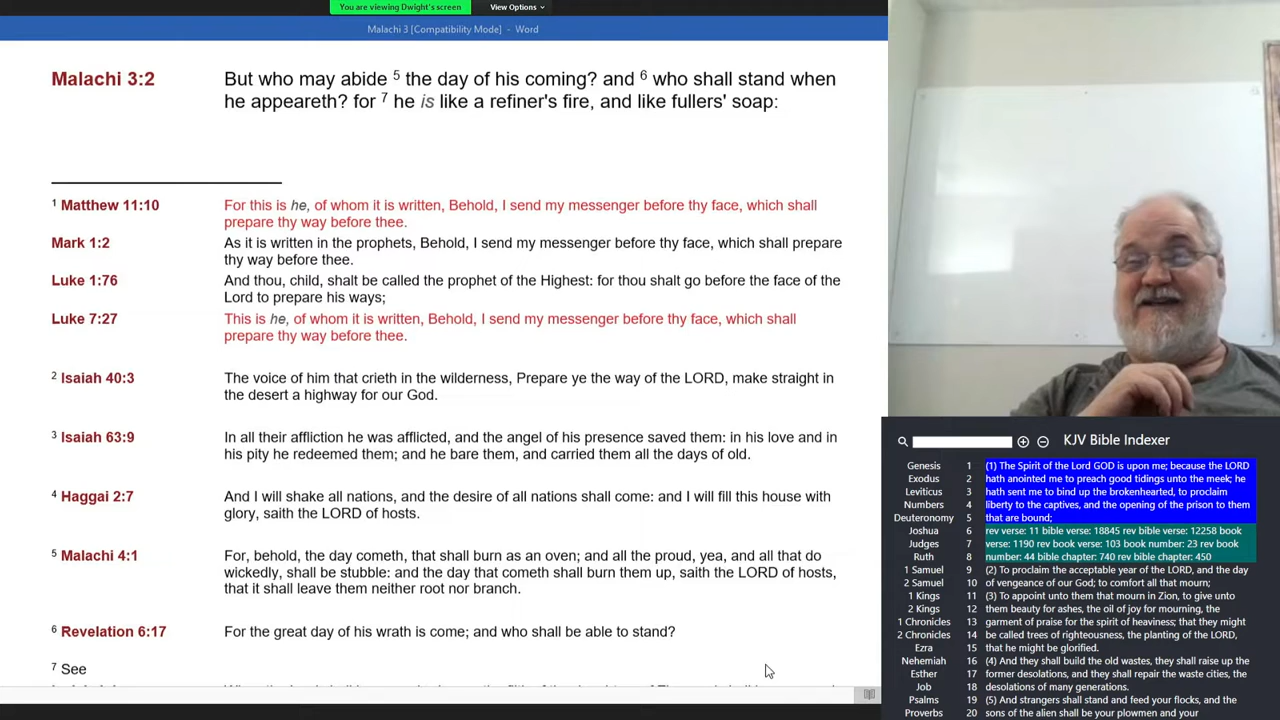 You are viewing Dwight's screen
View Options
Malachi 3 [Compatibility Mode] - Word
Malachi 3:2
But who may abide 5 the day of his coming? and 6 who shall stand when
he appeareth? for 7 he is like a refiner's fire, and like fullers' soap:
1 Matthew 11:10
For this is he, of whom it is written, Behold, I send my messenger before thy face, which shall
prepare thy way before thee.
Mark 1:2
As it is written in the prophets, Behold, I send my messenger before thy face, which shall prepare
thy way before thee.
Luke 1:76
And thou, child, shalt be called the prophet of the Highest: for thou shalt go before the face of the
Lord to prepare his ways;
Luke 7:27
This is he, of whom it is written, Behold, I send my messenger before thy face, which shall
prepare thy way before thee.
2 Isaiah 40:3
The voice of him that crieth in the wilderness, Prepare ye the way of the LORD, make straight in
the desert a highway for our God.
3 Isaiah 63:9
In all their affliction he was afflicted, and the angel of his presence saved them: in his love and in
his pity he redeemed them; and he bare them, and carried them all the days of old.
4 Haggai 2:7
And I will shake all nations, and the desire of all nations shall come: and I will fill this house with
glory, saith the LORD of hosts.
5 Malachi 4:1
For, behold, the day cometh, that shall burn as an oven; and all the proud, yea, and all that do
wickedly, shall be stubble: and the day that cometh shall burn them up, saith the LORD of hosts,
that it shall leave them neither root nor branch.
6 Revelation 6:17
For the great day of his wrath is come; and who shall be able to stand?
7 See
KJV Bible Indexer
Genesis 1
Exodus 2
Leviticus 3
Numbers 4
Deuteronomy 5
Joshua 6
Judges 7
Ruth 8
1 Samuel 9
2 Samuel 10
1 Kings 11
2 Kings 12
1 Chronicles 13
2 Chronicles 14
Ezra 15
Nehemiah 16
Esther 17
Job 18
Psalms 19
Proverbs 20
(1) The Spirit of the Lord GOD is upon me; because the LORD
hath anointed me to preach good tidings unto the meek; he
hath sent me to bind up the brokenhearted, to proclaim
liberty to the captives, and the opening of the prison to them
that are bound;
rev verse: 11 bible verse: 18845 rev bible verse: 12258 book
verse: 1190 rev book verse: 103 book number: 23 rev book
number: 44 bible chapter: 740 rev bible chapter: 450
(2) To proclaim the acceptable year of the LORD, and the day
of vengeance of our God; to comfort all that mourn;
(3) To appoint unto them that mourn in Zion, to give unto
them beauty for ashes, the oil of joy for mourning, the
garment of praise for the spirit of heaviness; that they might
be called trees of righteousness, the planting of the LORD,
that he might be glorified.
(4) And they shall build the old wastes, they shall raise up the
former desolations, and they shall repair the waste cities, the
desolations of many generations.
(5) And strangers shall stand and feed your flocks, and the
sons of the alien shall be your plowmen and your